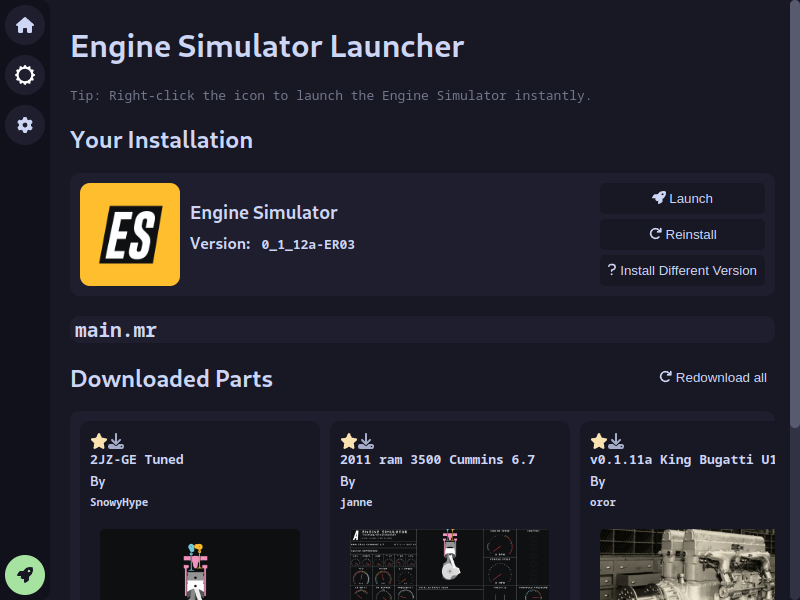 Engine Simulator Launcher
Tip: Right-click the icon to launch the Engine Simulator instantly.
Your Installation
ES
Engine Simulator
Version: 0_1_12a-ER03
Launch
Reinstall
? Install Different Version
main.mr
Downloaded Parts
Redownload all
2JZ-GE Tuned
By
SnowyHype
2011 ram 3500 Cummins 6.7
By
janne
v0.1.11a King Bugatti U1
By
oror
ENGINE SIMULATOR